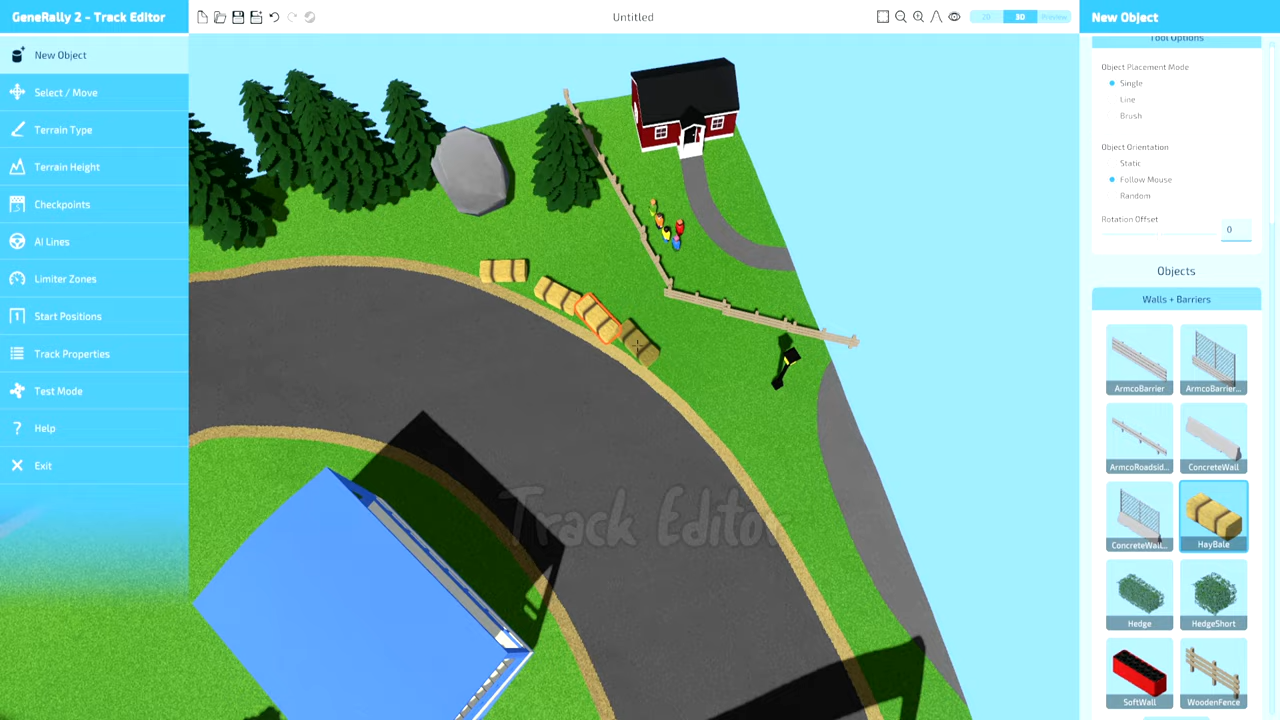 GeneRally 2 - Track Editor
Untitled
2D
3D
Preview
New Object
New Object
Select / Move
Terrain Type
Terrain Height
Checkpoints
AI Lines
Limiter Zones
Start Positions
Track Properties
Test Mode
Help
Exit
Track Editor
Tool Options
Object Placement Mode
Single
Line
Brush
Object Orientation
Static
Follow Mouse
Random
Rotation Offset
0
Objects
Walls + Barriers
ArmcoBarrier
ArmcoBarrier...
ArmcoRoadsid...
ConcreteWall
ConcreteWall...
HayBale
Hedge
HedgeShort
SoftWall
WoodenFence